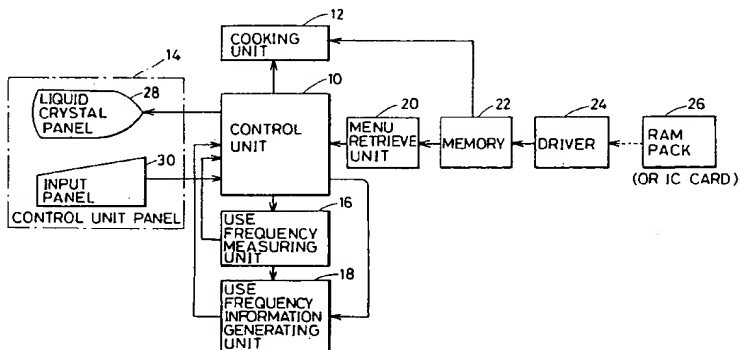 12
COOKING
UNIT
14
28
LIQUID
CRYSTAL
PANEL
30
INPUT
PANEL
CONTROL UNIT PANEL
10
CONTROL
UNIT
20
MENU
RETRIEVE
UNIT
22
MEMORY
24
DRIVER
26
RAM
PACK
(OR IC CARD)
16
USE
FREQUENCY
MEASURING
UNIT
18
USE
FREQUENCY
INFORMATION
GENERATING
UNIT